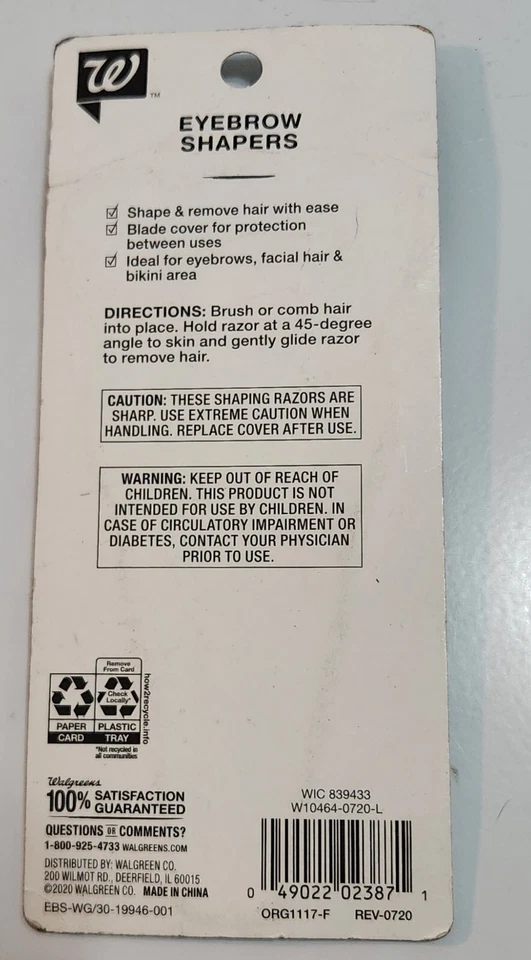 W
TM
EYEBROW
SHAPERS
Shape & remove hair with ease
Blade cover for protection
between uses
Ideal for eyebrows, facial hair &
bikini area
DIRECTIONS: Brush or comb hair
into place. Hold razor at a 45-degree
angle to skin and gently glide razor
to remove hair.
CAUTION: THESE SHAPING RAZORS ARE
SHARP. USE EXTREME CAUTION WHEN
HANDLING. REPLACE COVER AFTER USE.
WARNING: KEEP OUT OF REACH OF
CHILDREN. THIS PRODUCT IS NOT
INTENDED FOR USE BY CHILDREN. IN
CASE OF CIRCULATORY IMPAIRMENT OR
DIABETES, CONTACT YOUR PHYSICIAN
PRIOR TO USE.
Remove
From Card
Check
Locally*
PAPER
CARD
PLASTIC
TRAY
*Not recycled in
all communities
how2recycle.info
Walgreens
100% SATISFACTION
GUARANTEED
QUESTIONS OR COMMENTS?
1-800-925-4733 WALGREENS.COM
DISTRIBUTED BY: WALGREEN CO.
200 WILMOT RD., DEERFIELD, IL 60015
©2020 WALGREEN CO. MADE IN CHINA
EBS-WG/30-19946-001
WIC 839433
W10464-0720-L
0 49022 02387 1
ORG1117-F REV-0720